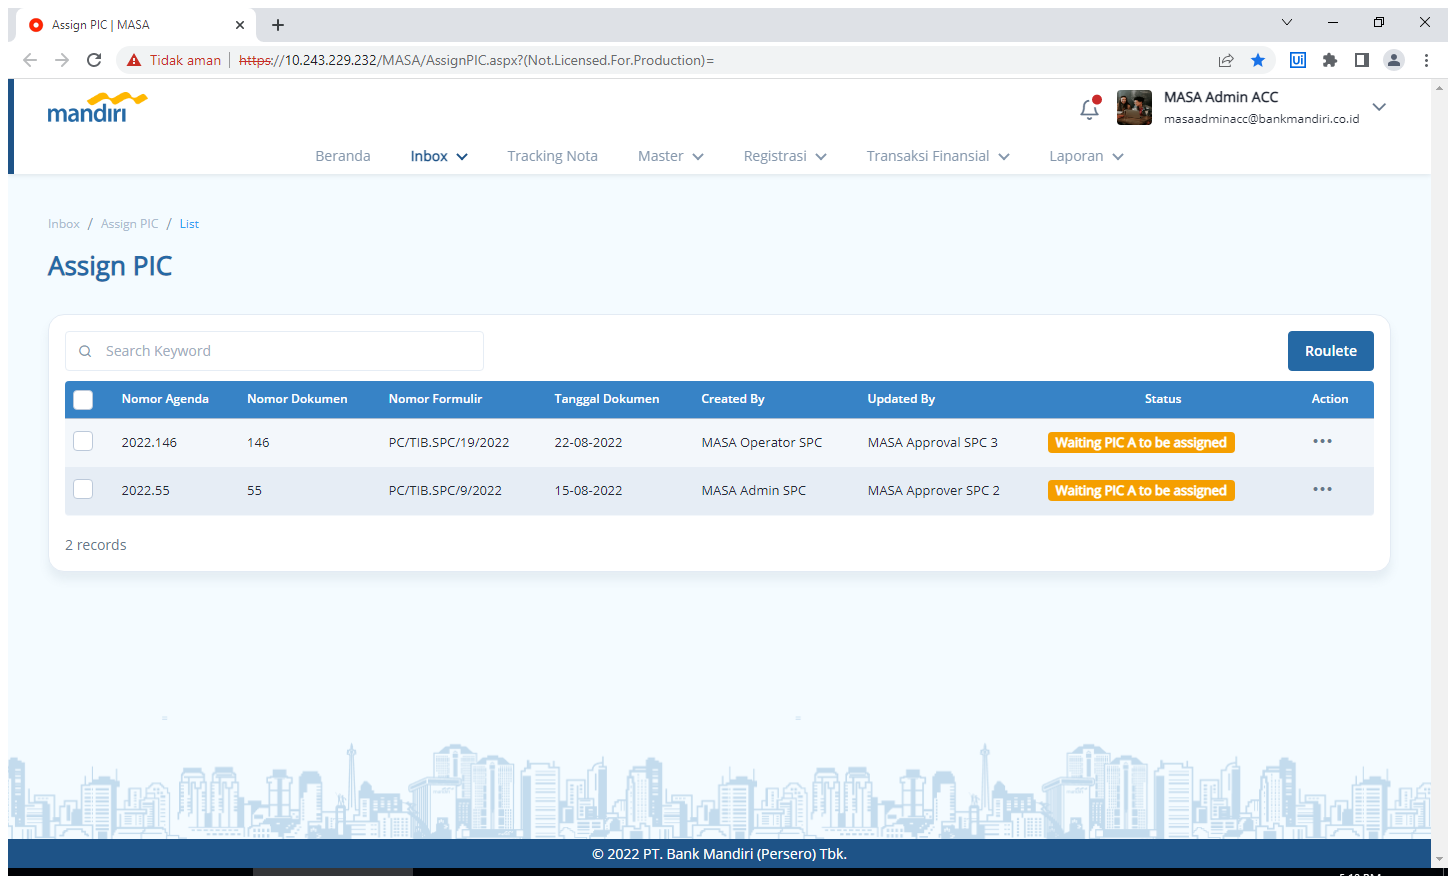 Assign PIC | MASA
Tidak aman
https://10.243.229.232/MASA/AssignPIC.aspx?(Not.Licensed.For.Production)=
Ui
mandiri
MASA Admin ACC
masaadminacc@bankmandiri.co.id
Beranda Inbox Tracking Nota Master Registrasi Transaksi Finansial Laporan
Inbox / Assign PIC / List
Assign PIC
Search Keyword
Roulete
Nomor Agenda Nomor Dokumen Nomor Formulir Tanggal Dokumen Created By Updated By Status Action
2022.146 146 PC/TIB.SPC/19/2022 22-08-2022 MASA Operator SPC MASA Approval SPC 3 Waiting PIC A to be assigned
2022.55 55 PC/TIB.SPC/9/2022 15-08-2022 MASA Admin SPC MASA Approver SPC 2 Waiting PIC A to be assigned
2 records
© 2022 PT. Bank Mandiri (Persero) Tbk.